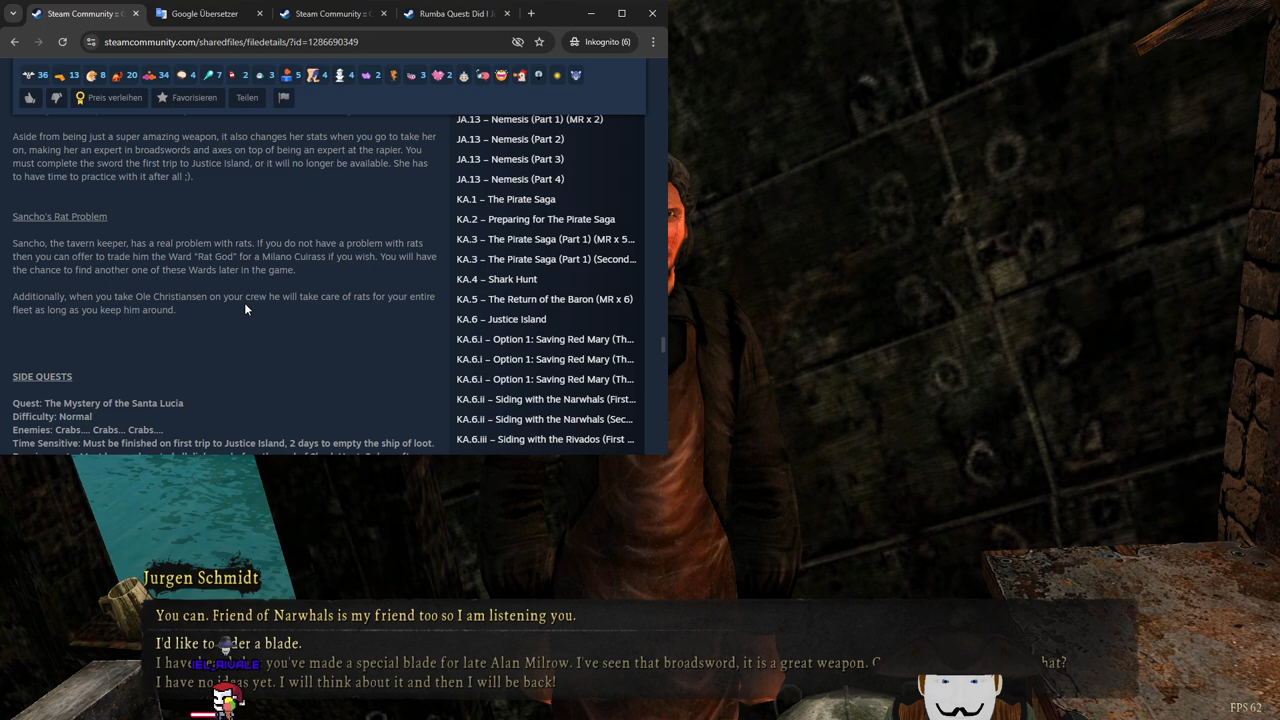 Steam Community :: C
Google Übersetzer
Steam Community :: C
Rumba Quest: Did I J
steamcommunity.com/sharedfiles/filedetails/?id=1286690349
Inkognito (6)
36 13 8 20 34 4 7 2 3 5 4 4 2 3 2
Preis verleihen
Favorisieren
Teilen
Aside from being just a super amazing weapon, it also changes her stats when you go to take her
on, making her an expert in broadswords and axes on top of being an expert at the rapier. You
must complete the sword the first trip to Justice Island, or it will no longer be available. She has
to have time to practice with it after all ;).
Sancho's Rat Problem
Sancho, the tavern keeper, has a real problem with rats. If you do not have a problem with rats
then you can offer to trade him the Ward "Rat God" for a Milano Cuirass if you wish. You will have
the chance to find another one of these Wards later in the game.
Additionally, when you take Ole Christiansen on your crew he will take care of rats for your entire
fleet as long as you keep him around.
SIDE QUESTS
Quest: The Mystery of the Santa Lucia
Difficulty: Normal
Enemies: Crabs.... Crabs... Crabs....
Time Sensitive: Must be finished on first trip to Justice Island, 2 days to empty the ship of loot.
JA.13 – Nemesis (Part 1) (MR x 2)
JA.13 – Nemesis (Part 2)
JA.13 – Nemesis (Part 3)
JA.13 – Nemesis (Part 4)
KA.1 – The Pirate Saga
KA.2 – Preparing for The Pirate Saga
KA.3 – The Pirate Saga (Part 1) (MR x 5...
KA.3 – The Pirate Saga (Part 1) (Second...
KA.4 – Shark Hunt
KA.5 – The Return of the Baron (MR x 6)
KA.6 – Justice Island
KA.6.i – Option 1: Saving Red Mary (Th...
KA.6.i – Option 1: Saving Red Mary (Th...
KA.6.i – Option 1: Saving Red Mary (Th...
KA.6.ii – Siding with the Narwhals (First...
KA.6.ii – Siding with the Narwhals (Sec...
KA.6.iii – Siding with the Rivados (First ...
Jurgen Schmidt
You can. Friend of Narwhals is my friend too so I am listening you.
I'd like to der a blade.
I have you've made a special blade for late Alan Milrow. I've seen that broadsword, it is a great weapon. hat?
I have no ideas yet. I will think about it and then I will be back!
IEL_RIVALE
FPS 62